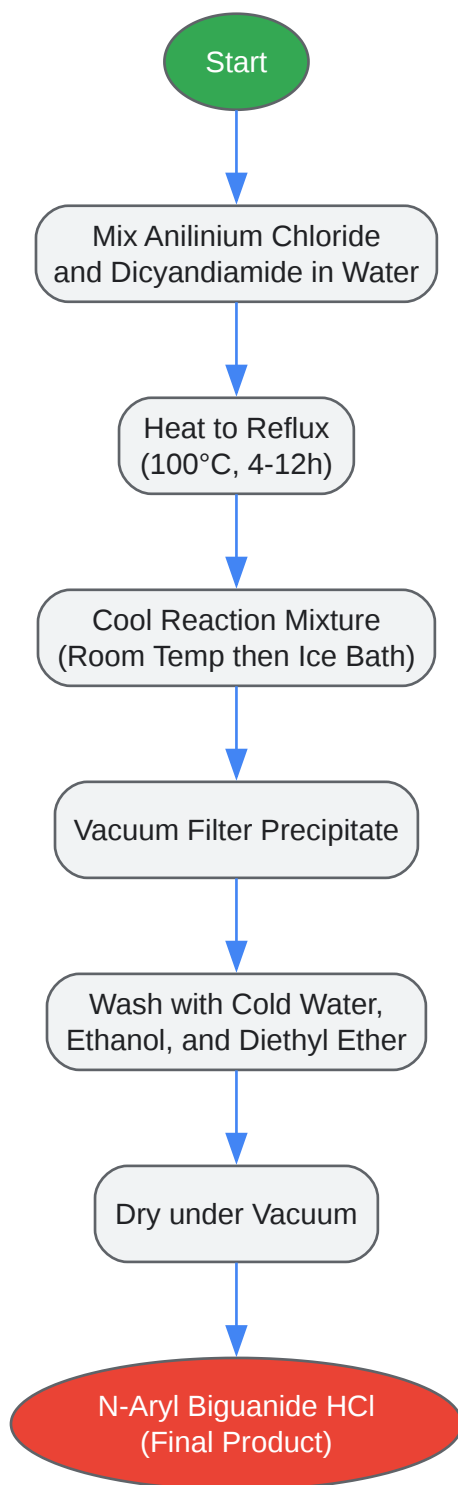 Start
Mix Anilinium Chloride
and Dicyandiamide in Water
Heat to Reflux
(100°C, 4-12h)
Cool Reaction Mixture
(Room Temp then Ice Bath)
Vacuum Filter Precipitate
Wash with Cold Water,
Ethanol, and Diethyl Ether
Dry under Vacuum
N-Aryl Biguanide HCl
(Final Product)